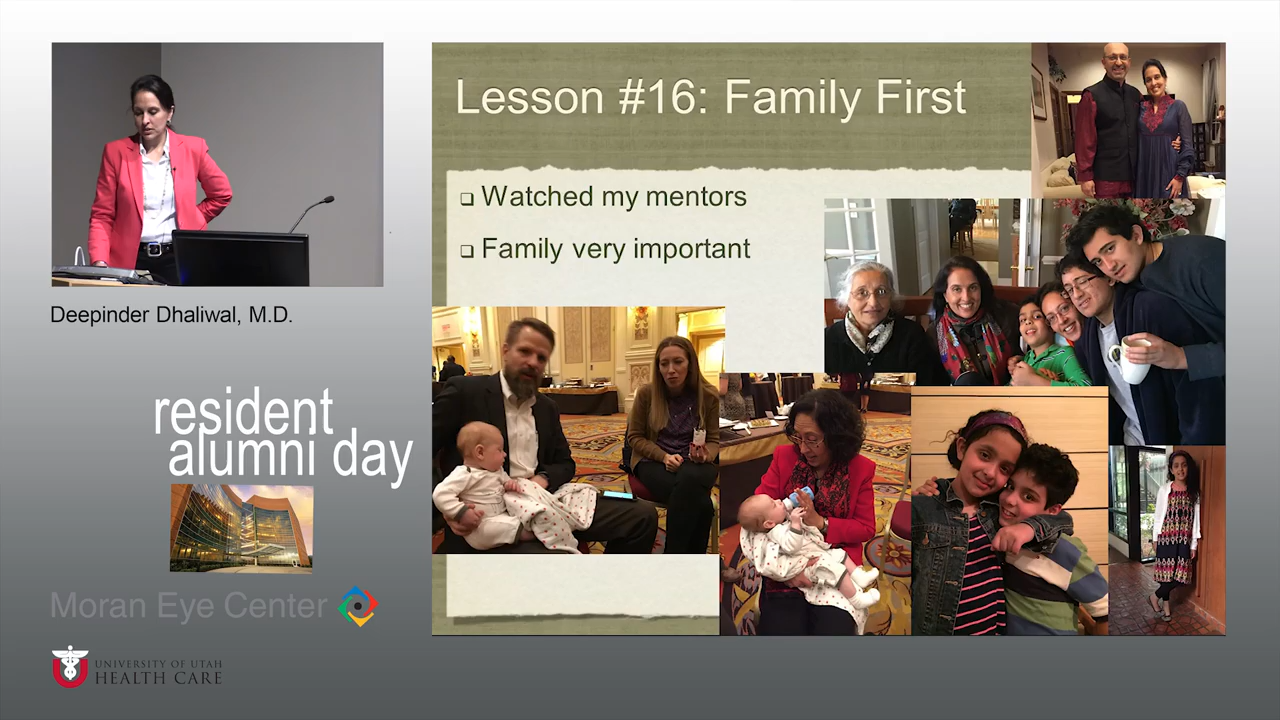 Lesson #16: Family First
Watched my mentors
Family very important
Deepinder Dhaliwal, M.D.
resident
alumni day
Moran Eye Center
UNIVERSITY OF UTAH
HEALTH CARE